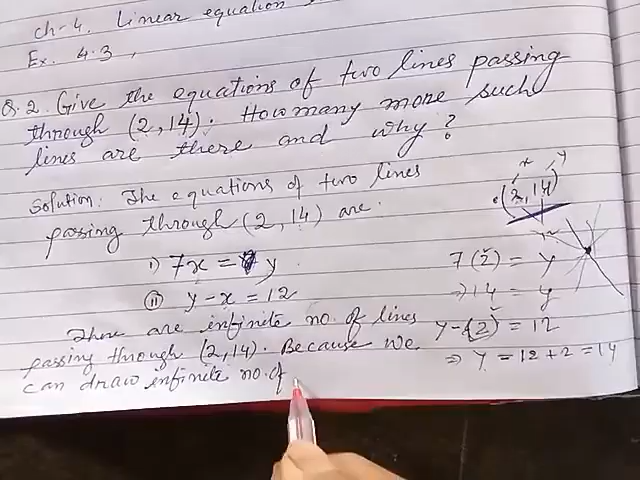 Ch-4. Linear equation
Ex. 4.3,
Q.2. Give the equations of two lines passing
through (2,14). How many more such
lines are there and why?
Solution: The equations of two lines
passing through (2,14) are.
i) 7x = y
ii) y-x = 12
There are infinite no. of lines
passing through (2,14). Because we
can draw infinite no. of
x y
(2,14)
7(2) = y
⇒ 14 = y
y-(2) = 12
⇒ y = 12+2 = 14